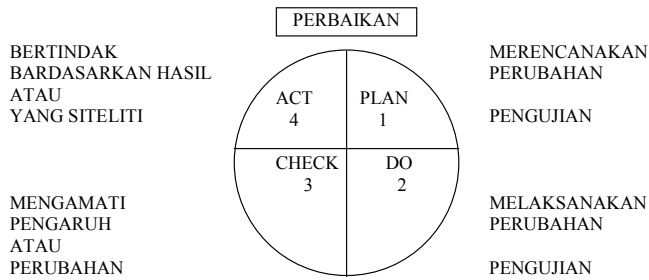 PERBAIKAN
BERTINDAK
BARDASARKAN HASIL
ATAU
YANG SITELITI
ACT
4
PLAN
1
MERENCANAKAN
PERUBAHAN
PENGUJIAN
CHECK
3
DO
2
MENGAMATI
PENGARUH
ATAU
PERUBAHAN
MELAKSANAKAN
PERUBAHAN
PENGUJIAN